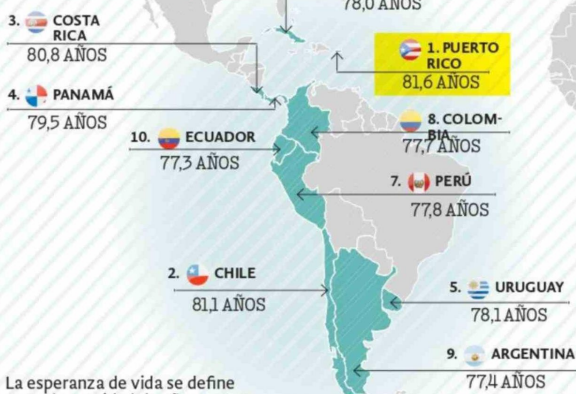 78,0 AÑOS
3. COSTA
RICA
80,8 AÑOS
1. PUERTO
RICO
81,6 AÑOS
4. PANAMÁ
79,5 AÑOS
8. COLOM-
BIA
77,7 AÑOS
10. ECUADOR
77,3 AÑOS
7. PERÚ
77,8 AÑOS
2. CHILE
81,1 AÑOS
5. URUGUAY
78,1 AÑOS
9. ARGENTINA
77,4 AÑOS
La esperanza de vida se define